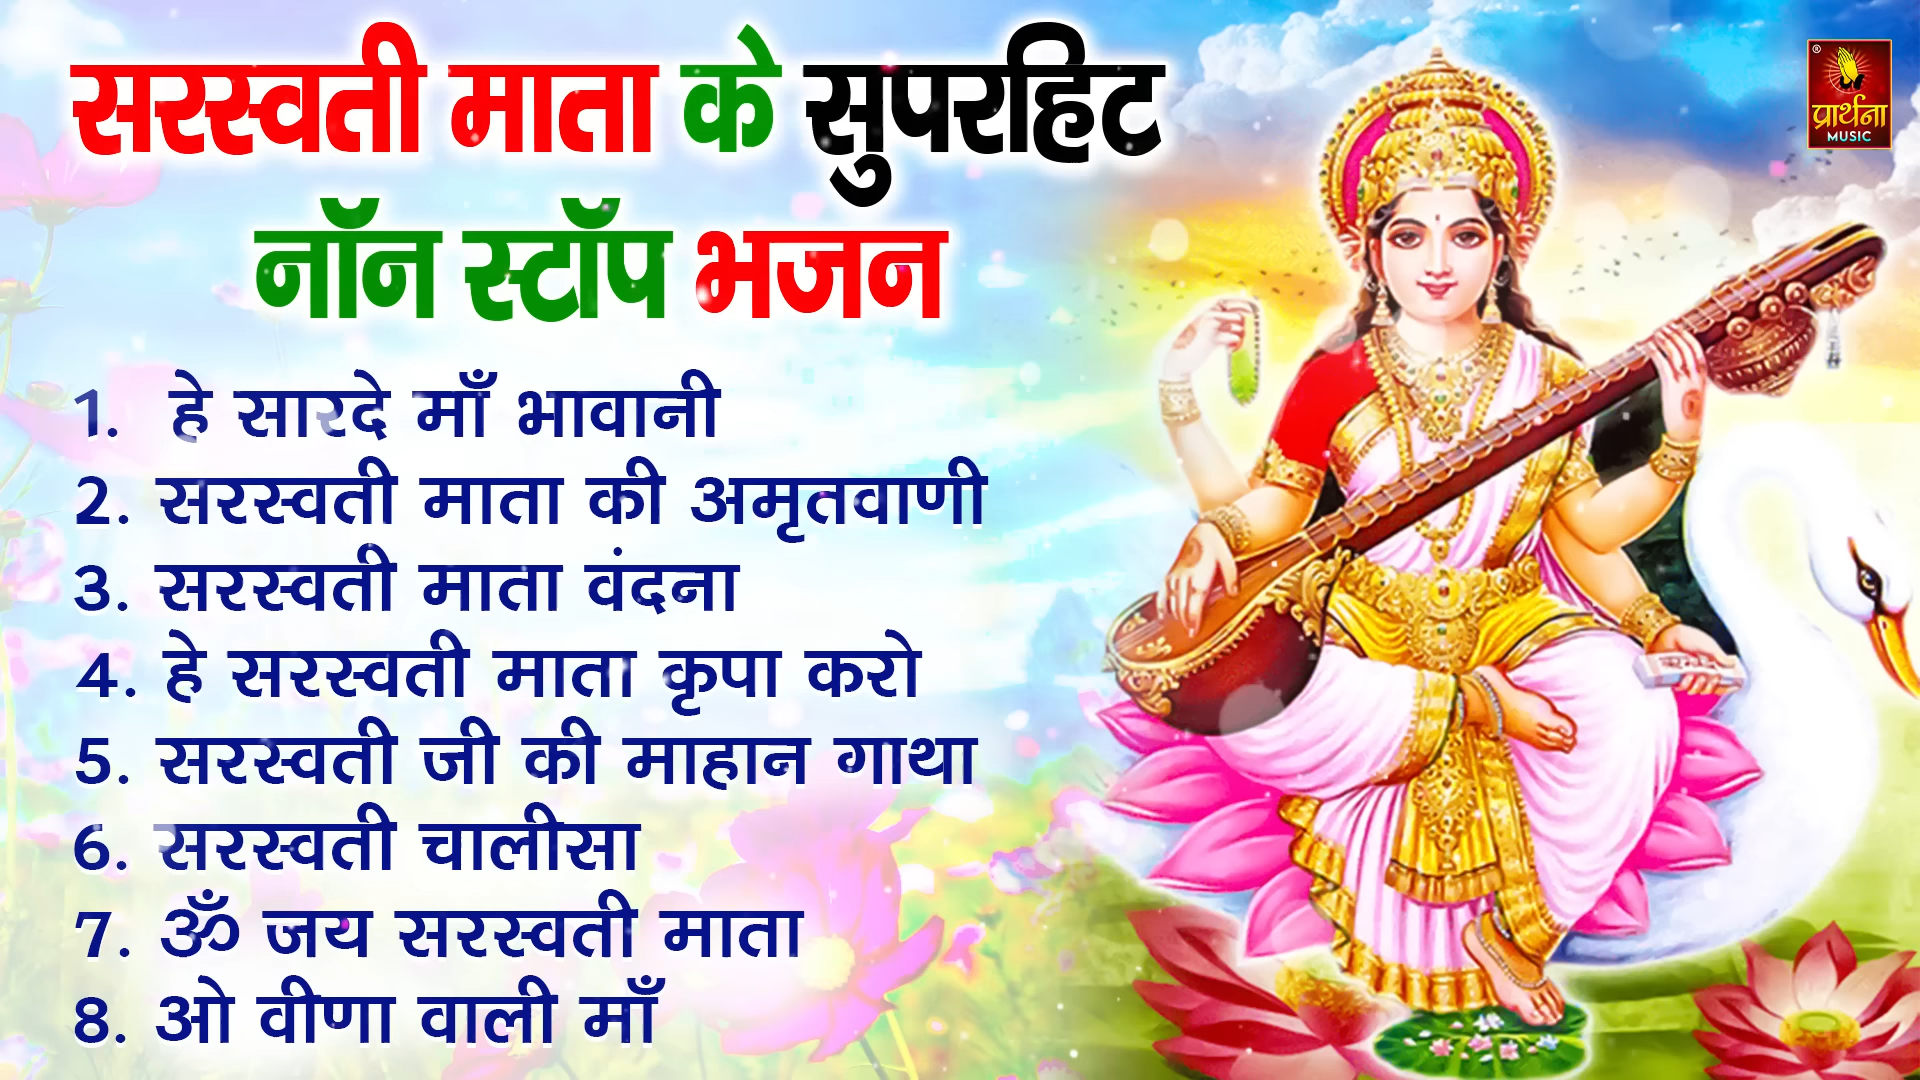 सरस्वती माता के सुपरहिट
नॉन स्टॉप भजन
1. हे सारदे माँ भावानी
2. सरस्वती माता की अमृतवाणी
3. सरस्वती माता वंदना
4. हे सरस्वती माता कृपा करो
5. सरस्वती जी की माहान गाथा
6. सरस्वती चालीसा
7. ॐ जय सरस्वती माता
8. ओ वीणा वाली माँ
®
प्रार्थना
MUSIC